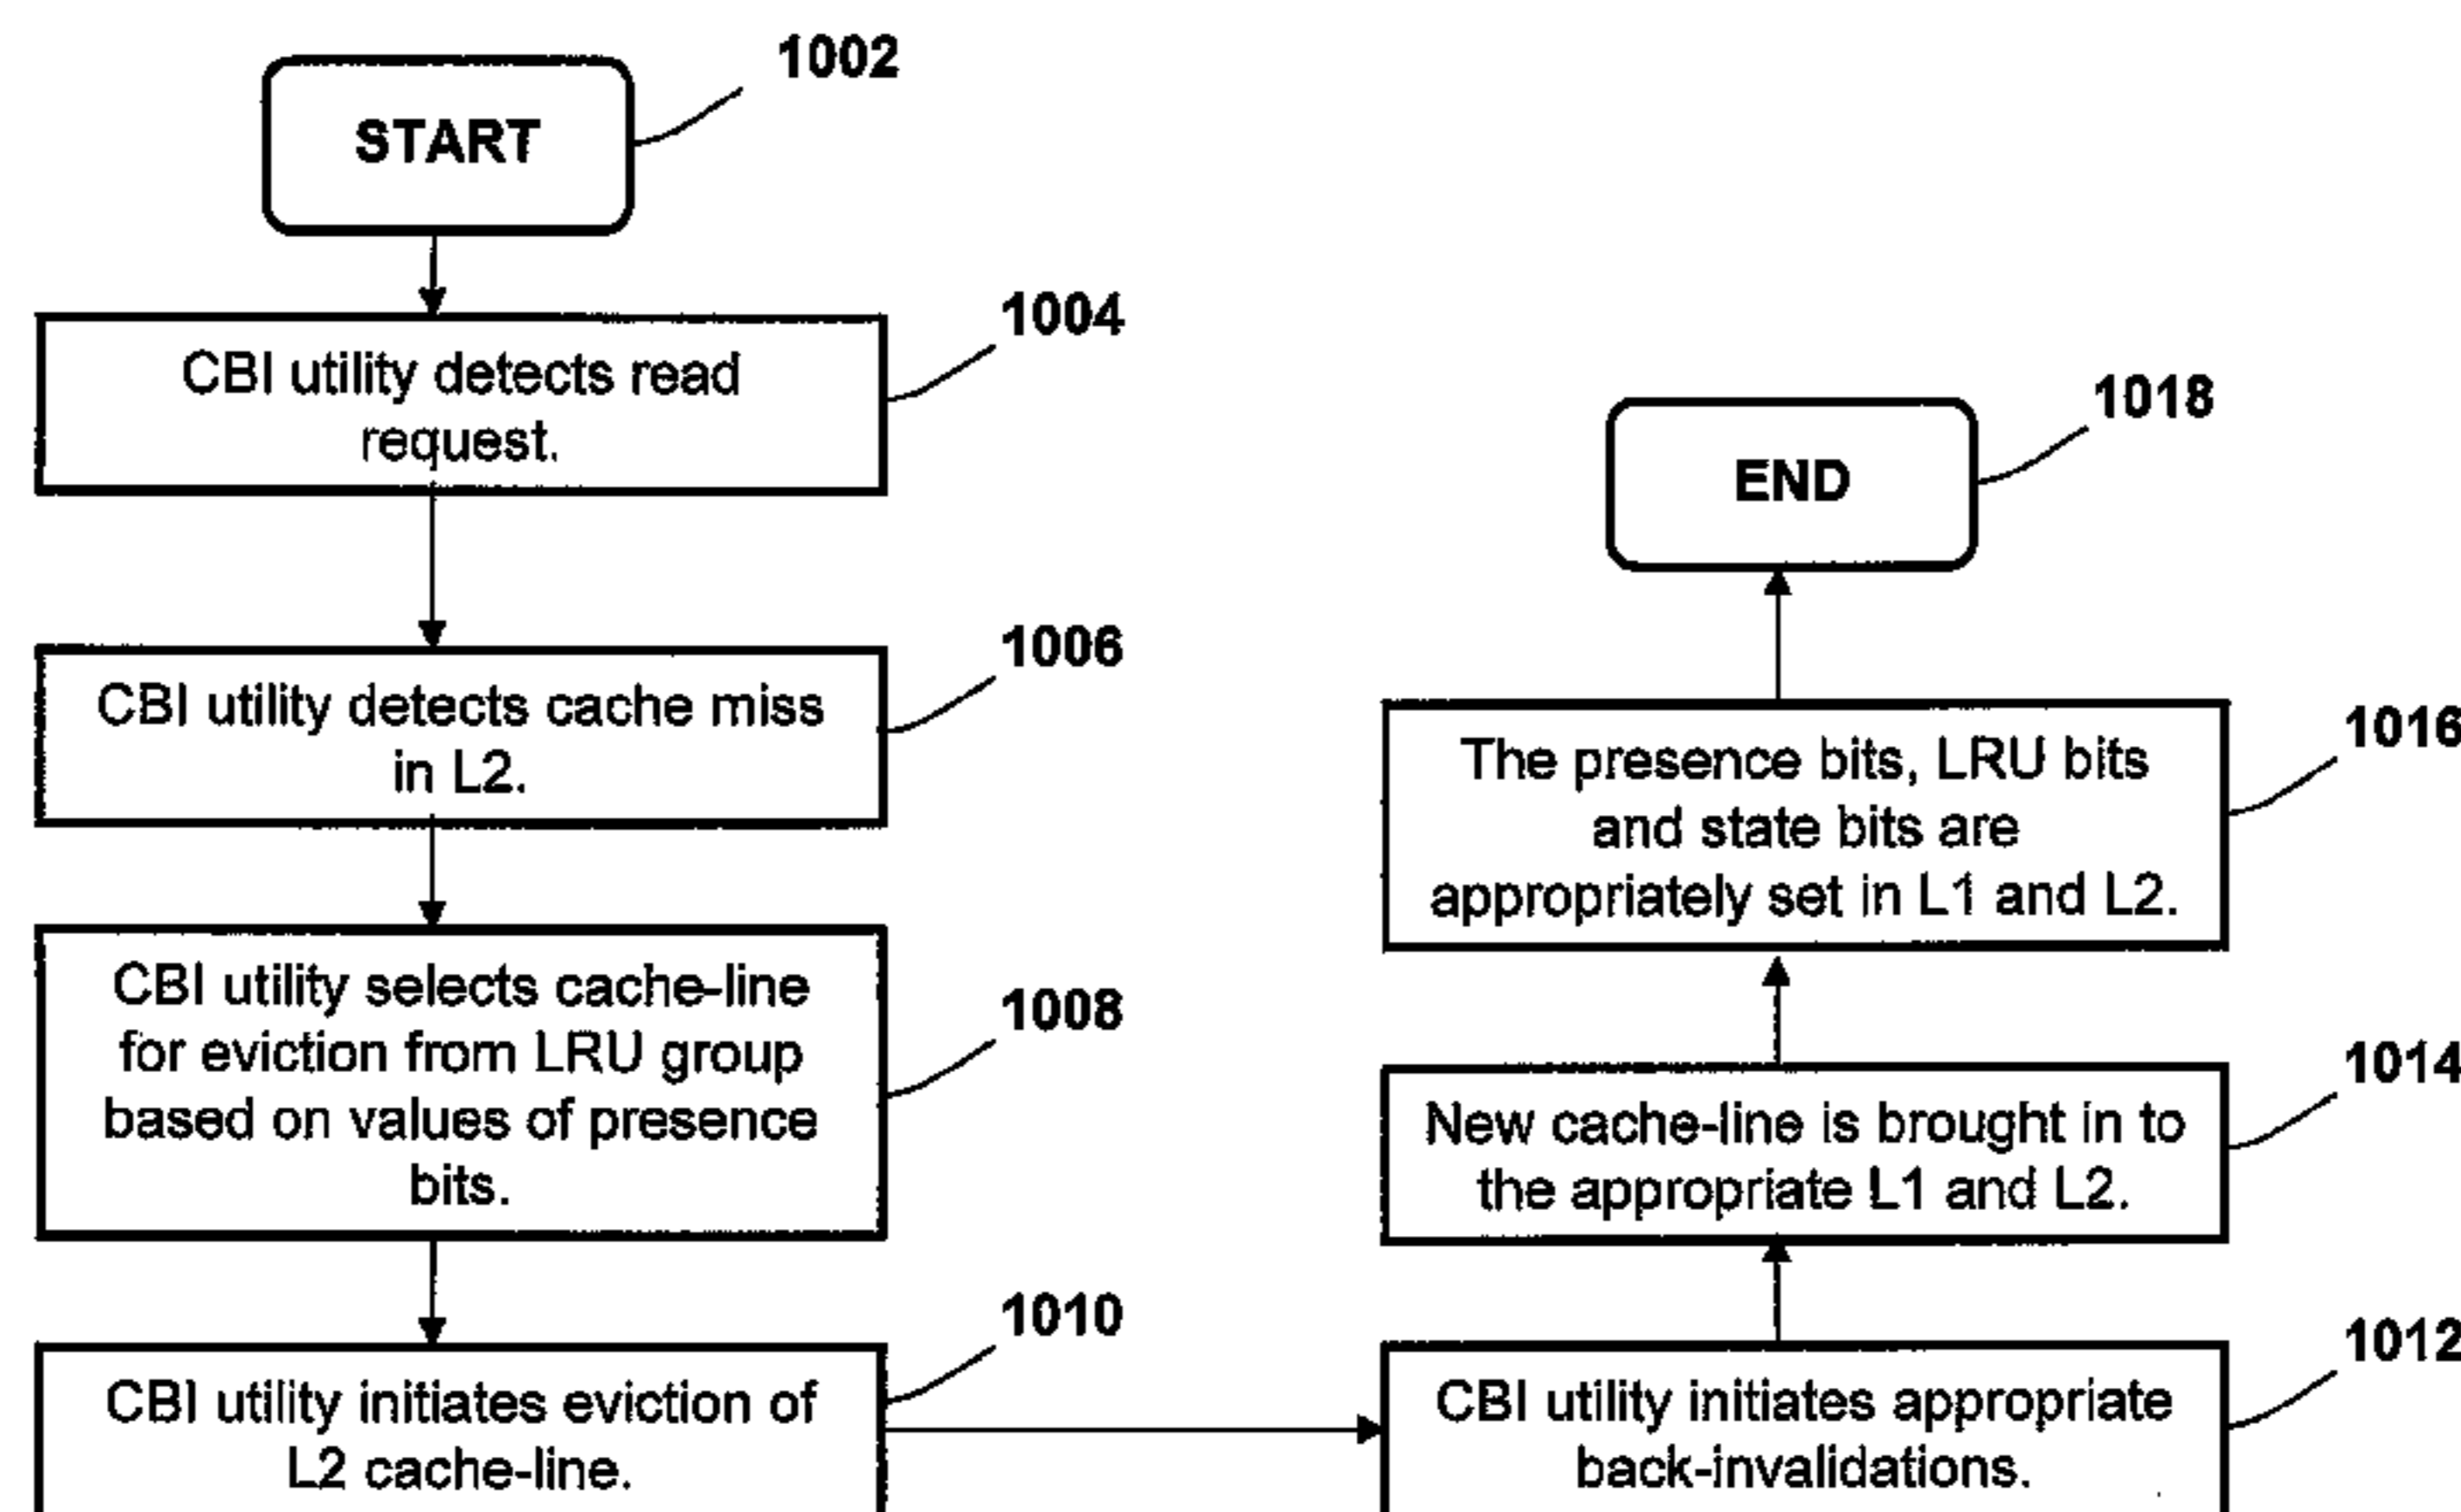 1002
START
1004
CBI utility detects read
request.
1006
CBI utility detects cache miss
in L2.
1008
CBI utility selects cache-line
for eviction from LRU group
based on values of presence
bits.
1010
CBI utility initiates eviction of
L2 cache-line.
1012
CBI utility initiates appropriate
back-invalidations.
1014
New cache-line is brought in to
the appropriate L1 and L2.
1016
The presence bits, LRU bits
and state bits are
appropriately set in L1 and L2.
1018
END